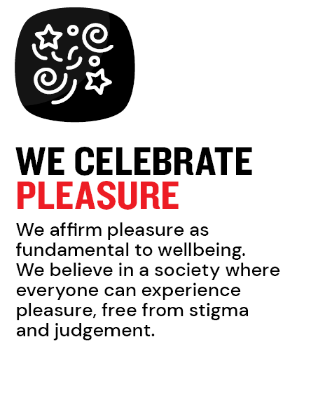 WE CELEBRATE
PLEASURE
We affirm pleasure as
fundamental to wellbeing.
We believe in a society where
everyone can experience
pleasure, free from stigma
and judgement.